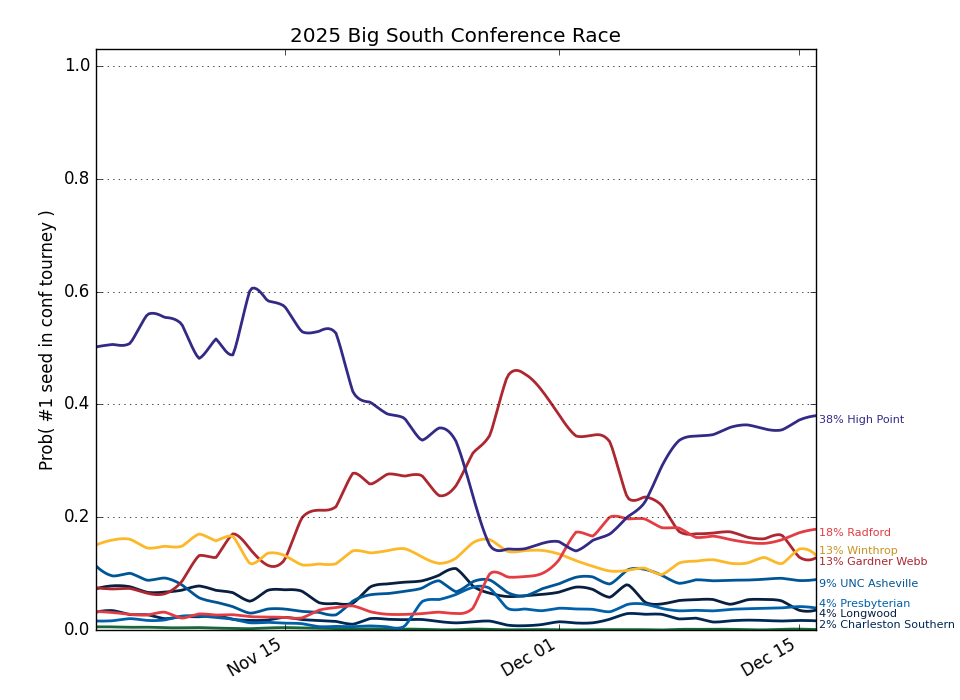 2025 Big South Conference Race
Prob( #1 seed in conf tourney )
1.0
0.8
0.6
0.4
0.2
0.0
Nov 15
Dec 01
Dec 15
38% High Point
18% Radford
13% Winthrop
13% Gardner Webb
9% UNC Asheville
4% Presbyterian
4% Longwood
2% Charleston Southern